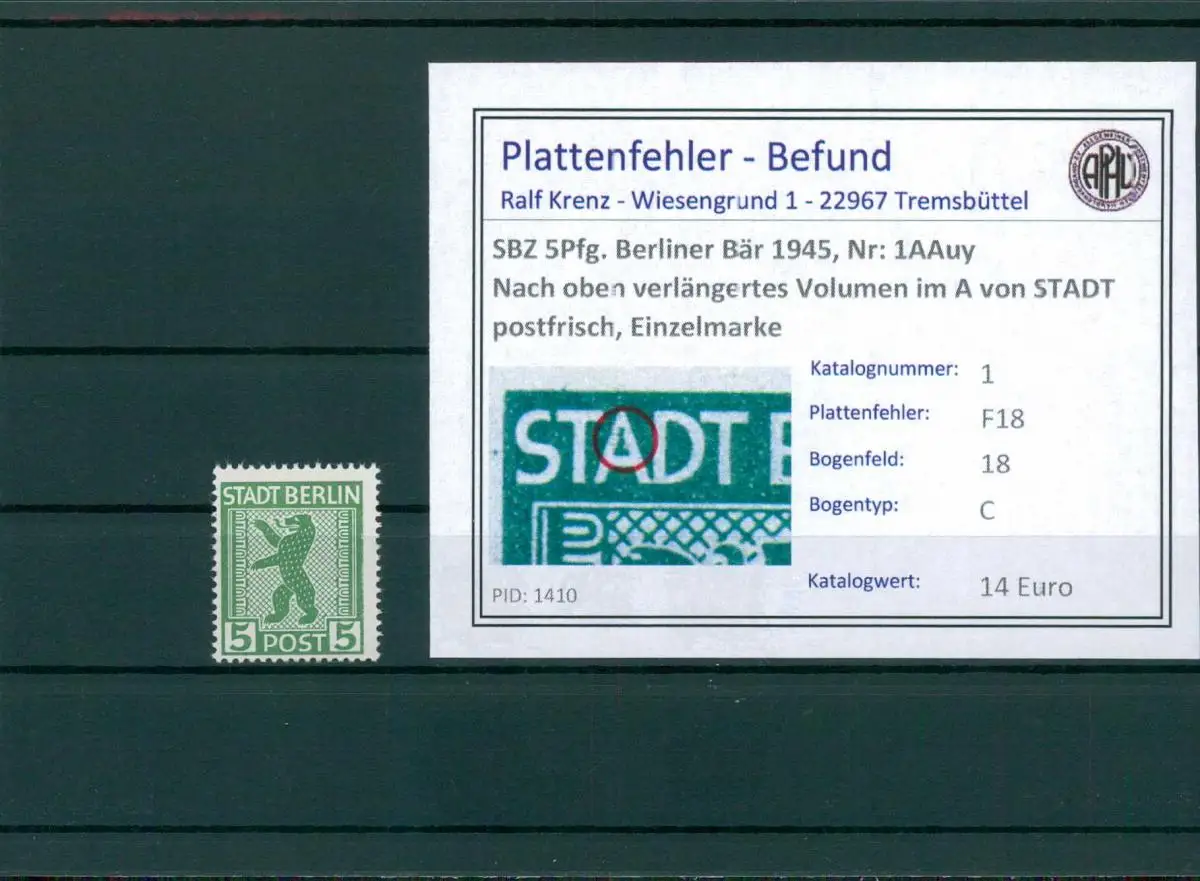 Plattenfehler - Befund
Ralf Krenz - Wiesengrund 1 - 22967 Tremsbüttel
SBZ 5Pfg. Berliner Bär 1945, Nr: 1AAuy
Nach oben verlängertes Volumen im A von STADT
postfrisch, Einzelmarke
STADT B
Katalognummer: 1
Plattenfehler: F18
Bogenfeld: 18
Bogentyp: C
Katalogwert: 14 Euro
PID: 1410
STADT BERLIN
5 POST 5